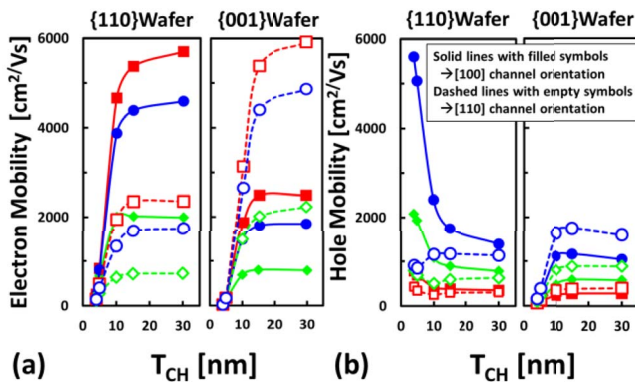 {110}Wafer {001}Wafer {110}Wafer {001}Wafer
Electron Mobility [cm²/Vs]
6000
4000
2000
0
0 10 20 30 0 10 20 30
Hole Mobility [cm²/Vs]
6000
4000
2000
0
Solid lines with filled symbols
→[100] channel orientation
Dashed lines with empty symbols
→[110] channel orientation
0 10 20 30 0 10 20 30
(a) T_CH [nm] (b) T_CH [nm]